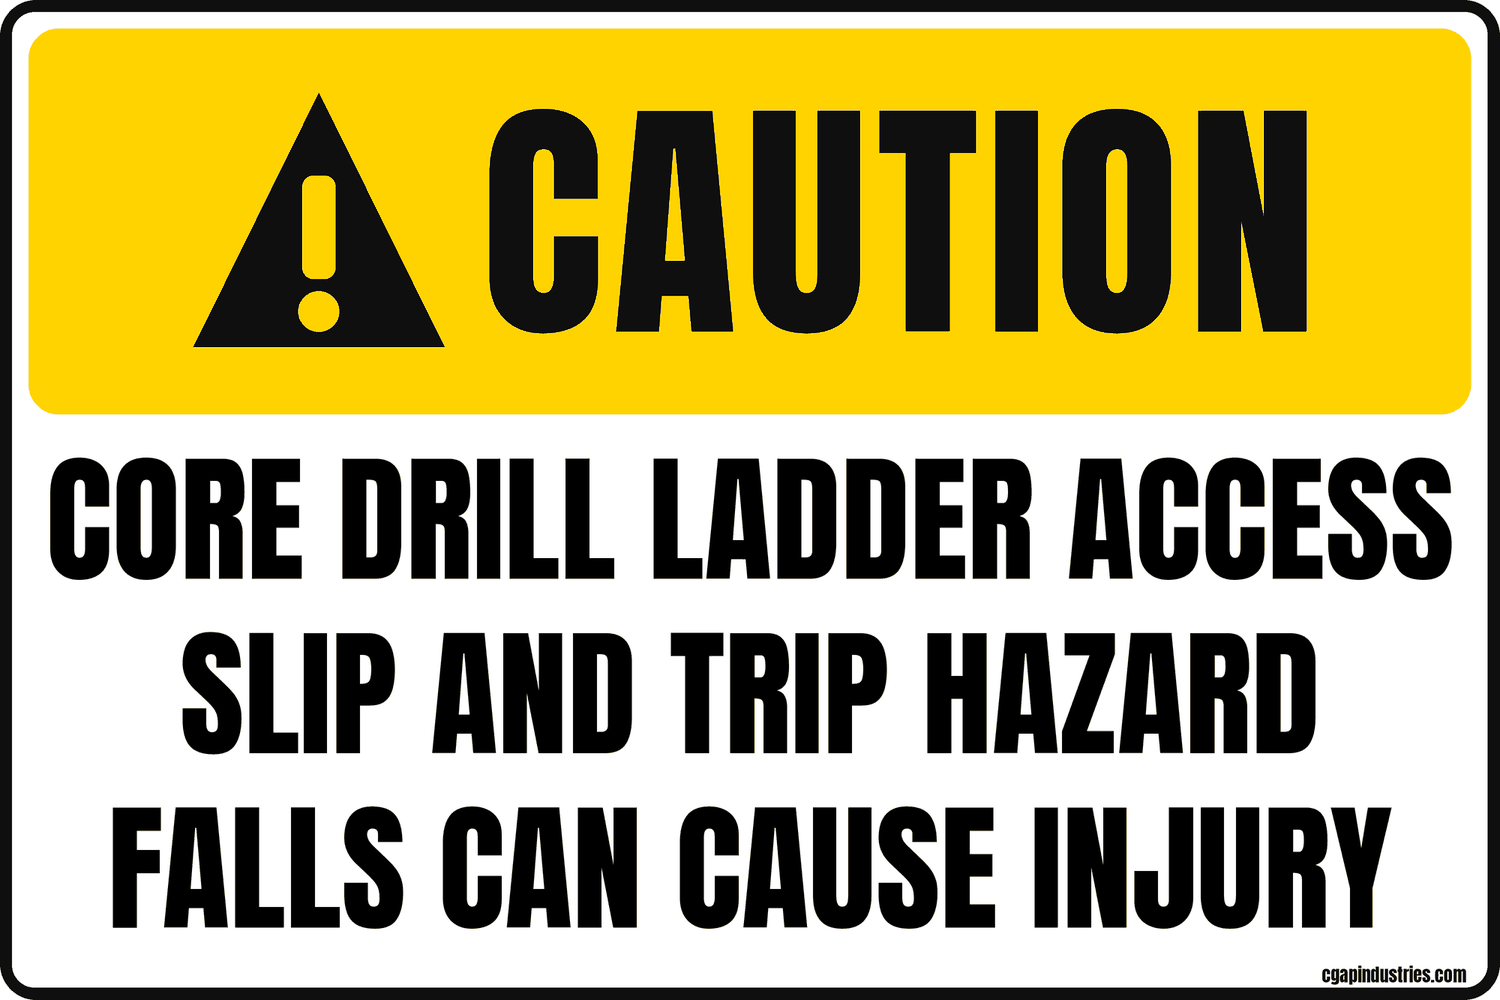 CAUTION
CORE DRILL LADDER ACCESS
SLIP AND TRIP HAZARD
FALLS CAN CAUSE INJURY
cgapindustries.com